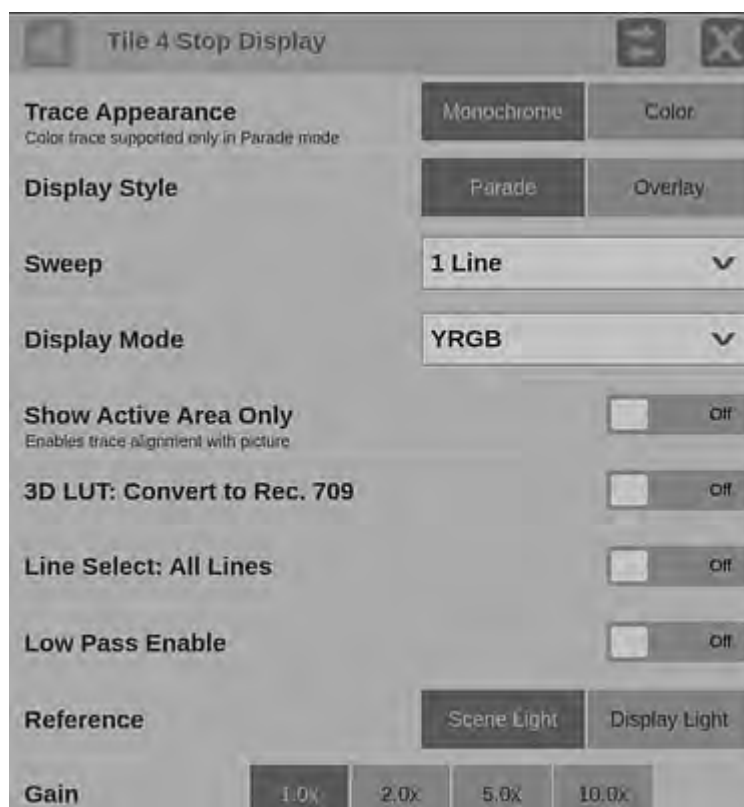 Tile 4 Stop Display
Trace Appearance
Monochrome
Color
Color trace supported only in Parade mode
Display Style
Parade
Overlay
Sweep
1 Line
Display Mode
YRGB
Show Active Area Only
Off
Enables trace alignment with picture
3D LUT: Convert to Rec. 709
Off
Line Select: All Lines
Off
Low Pass Enable
Off
Reference
Scene Light
Display Light
Gain
1.0x
2.0x
5.0x
10.0x